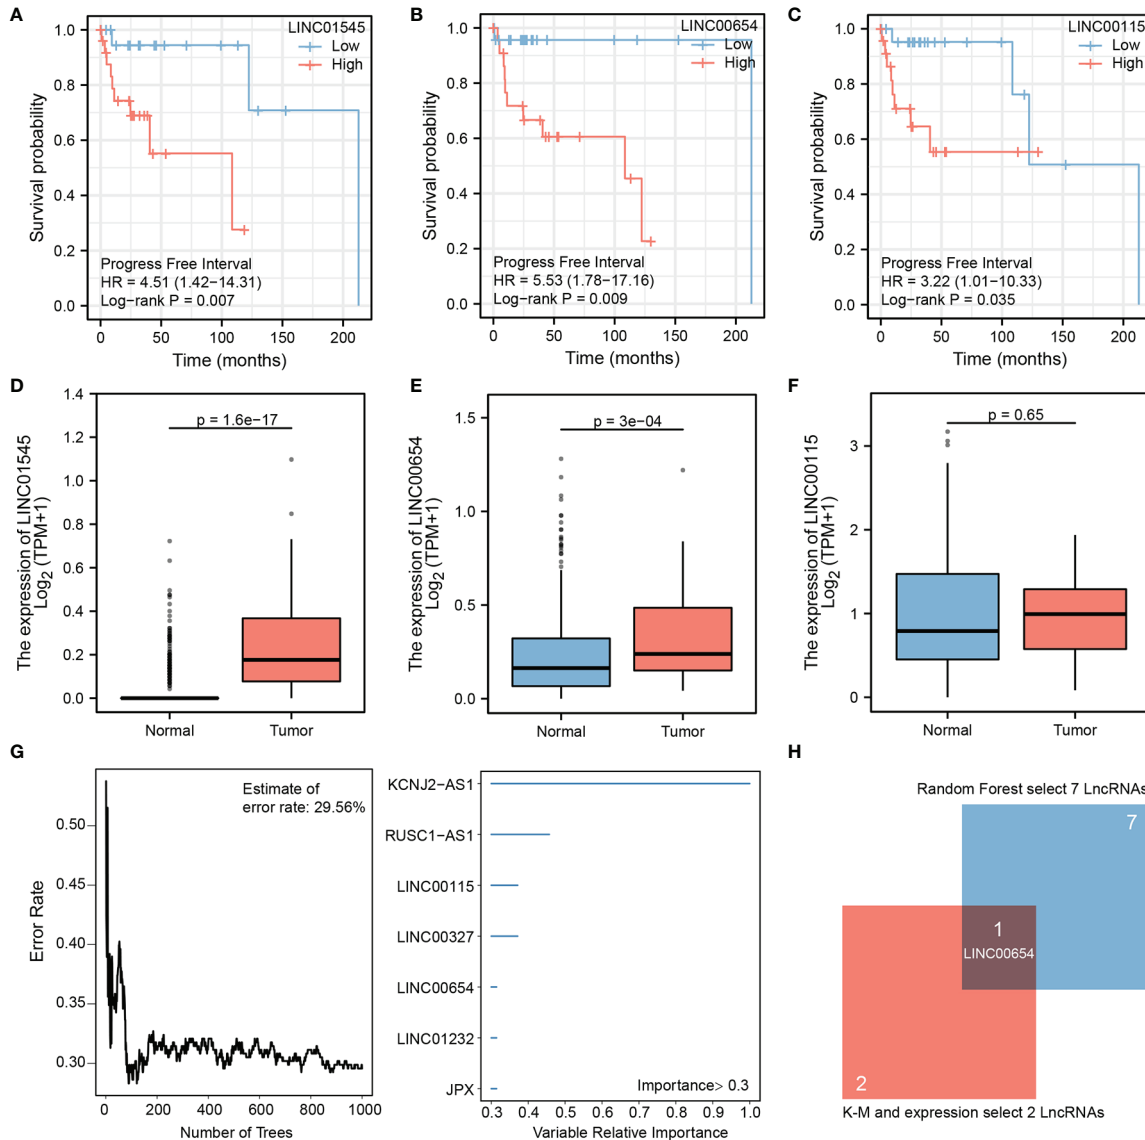 A
LINC01545
Low
High
Survival probability
1.0
0.8
0.6
0.4
0.2
0.0
Progress Free Interval
HR = 4.51 (1.42−14.31)
Log−rank P = 0.007
0
50
100
150
200
Time (months)
B
LINC00654
Low
High
Survival probability
1.0
0.8
0.6
0.4
0.2
0.0
Progress Free Interval
HR = 5.53 (1.78−17.16)
Log−rank P = 0.009
0
50
100
150
200
Time (months)
C
LINC00115
Low
High
Survival probability
1.0
0.8
0.6
0.4
0.2
0.0
Progress Free Interval
HR = 3.22 (1.01−10.33)
Log−rank P = 0.035
0
50
100
150
200
Time (months)
D
The expression of LINC01545
Log2 (TPM+1)
1.4
1.2
1.0
0.8
0.6
0.4
0.2
0.0
p = 1.6e−17
Normal
Tumor
E
The expression of LINC00654
Log2 (TPM+1)
1.5
1.0
0.5
0.0
p = 3e−04
Normal
Tumor
F
The expression of LINC00115
Log2 (TPM+1)
3
2
1
0
p = 0.65
Normal
Tumor
G
Estimate of
error rate: 29.56%
Error Rate
0.50
0.45
0.40
0.35
0.30
0
200
400
600
800
1000
Number of Trees
KCNJ2−AS1
RUSC1−AS1
LINC00115
LINC00327
LINC00654
LINC01232
JPX
Importance> 0.3
0.3
0.4
0.5
0.6
0.7
0.8
0.9
1.0
Variable Relative Importance
H
Random Forest select 7 LncRNAs
7
1
LINC00654
2
K-M and expression select 2 LncRNAs